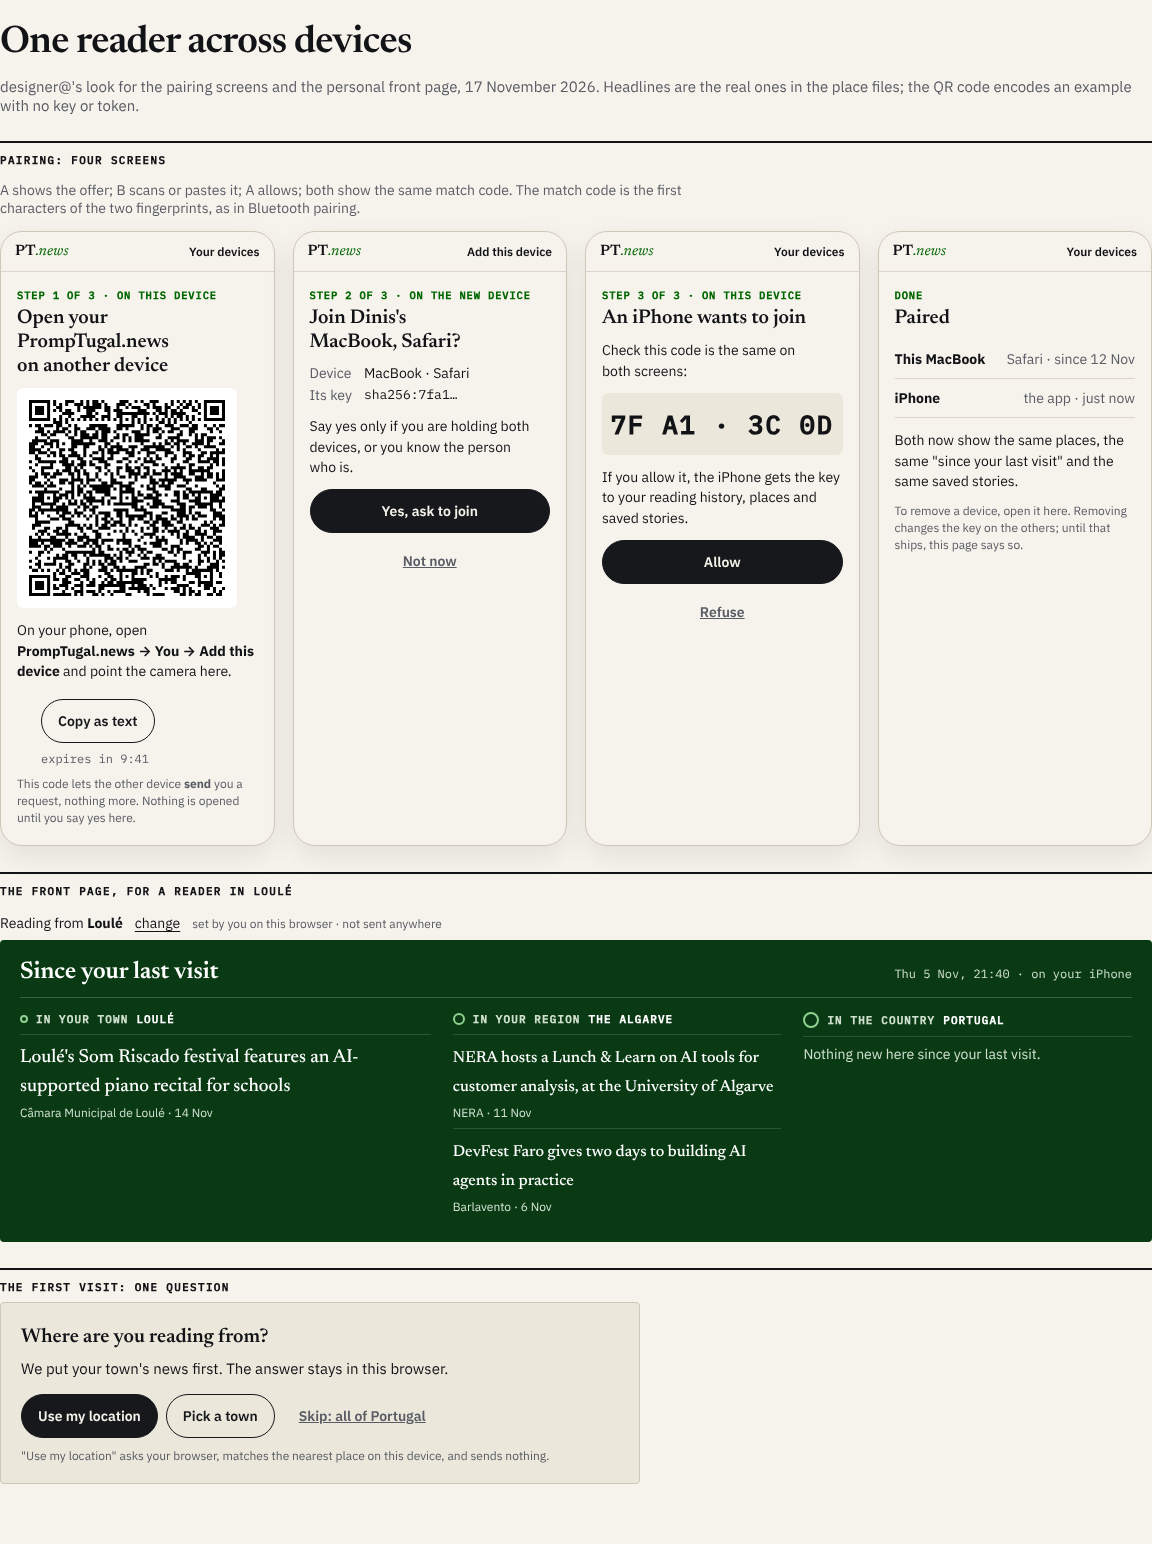 One reader across devices
designer@'s look for the pairing screens and the personal front page, 17 November 2026. Headlines are the real ones in the place files; the QR code encodes an example
with no key or token.
PAIRING: FOUR SCREENS
A shows the offer; B scans or pastes it; A allows; both show the same match code. The match code is the first
characters of the two fingerprints, as in Bluetooth pairing.
PT.news Your devices
STEP 1 OF 3 · ON THIS DEVICE
Open your
PrompTugal.news
on another device
On your phone, open
PrompTugal.news → You → Add this
device and point the camera here.
Copy as text
expires in 9:41
This code lets the other device send you a
request, nothing more. Nothing is opened
until you say yes here.
PT.news Add this device
STEP 2 OF 3 · ON THE NEW DEVICE
Join Dinis's
MacBook, Safari?
Device MacBook · Safari
Its key sha256:7fa1…
Say yes only if you are holding both
devices, or you know the person
who is.
Yes, ask to join
Not now
PT.news Your devices
STEP 3 OF 3 · ON THIS DEVICE
An iPhone wants to join
Check this code is the same on
both screens:
7F A1 · 3C 0D
If you allow it, the iPhone gets the key
to your reading history, places and
saved stories.
Allow
Refuse
PT.news Your devices
DONE
Paired
This MacBook Safari · since 12 Nov
iPhone the app · just now
Both now show the same places, the
same "since your last visit" and the
same saved stories.
To remove a device, open it here. Removing
changes the key on the others; until that
ships, this page says so.
THE FRONT PAGE, FOR A READER IN LOULÉ
Reading from Loulé change set by you on this browser · not sent anywhere
Since your last visit Thu 5 Nov, 21:40 · on your iPhone
IN YOUR TOWN LOULÉ
Loulé's Som Riscado festival features an AI-
supported piano recital for schools
Câmara Municipal de Loulé · 14 Nov
IN YOUR REGION THE ALGARVE
NERA hosts a Lunch & Learn on AI tools for
customer analysis, at the University of Algarve
NERA · 11 Nov
DevFest Faro gives two days to building AI
agents in practice
Barlavento · 6 Nov
IN THE COUNTRY PORTUGAL
Nothing new here since your last visit.
THE FIRST VISIT: ONE QUESTION
Where are you reading from?
We put your town's news first. The answer stays in this browser.
Use my location Pick a town Skip: all of Portugal
"Use my location" asks your browser, matches the nearest place on this device, and sends nothing.